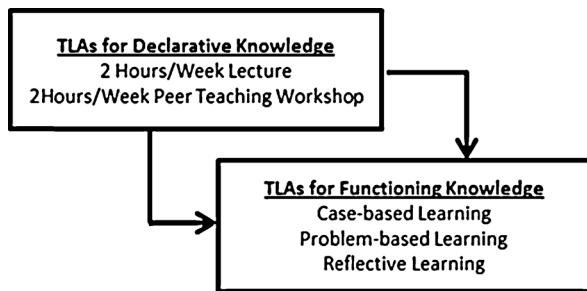 TLAs for Declarative Knowledge
2 Hours/Week Lecture
2Hours/Week Peer Teaching Workshop
TLAs for Functioning Knowledge
Case-based Learning
Problem-based Learning
Reflective Learning